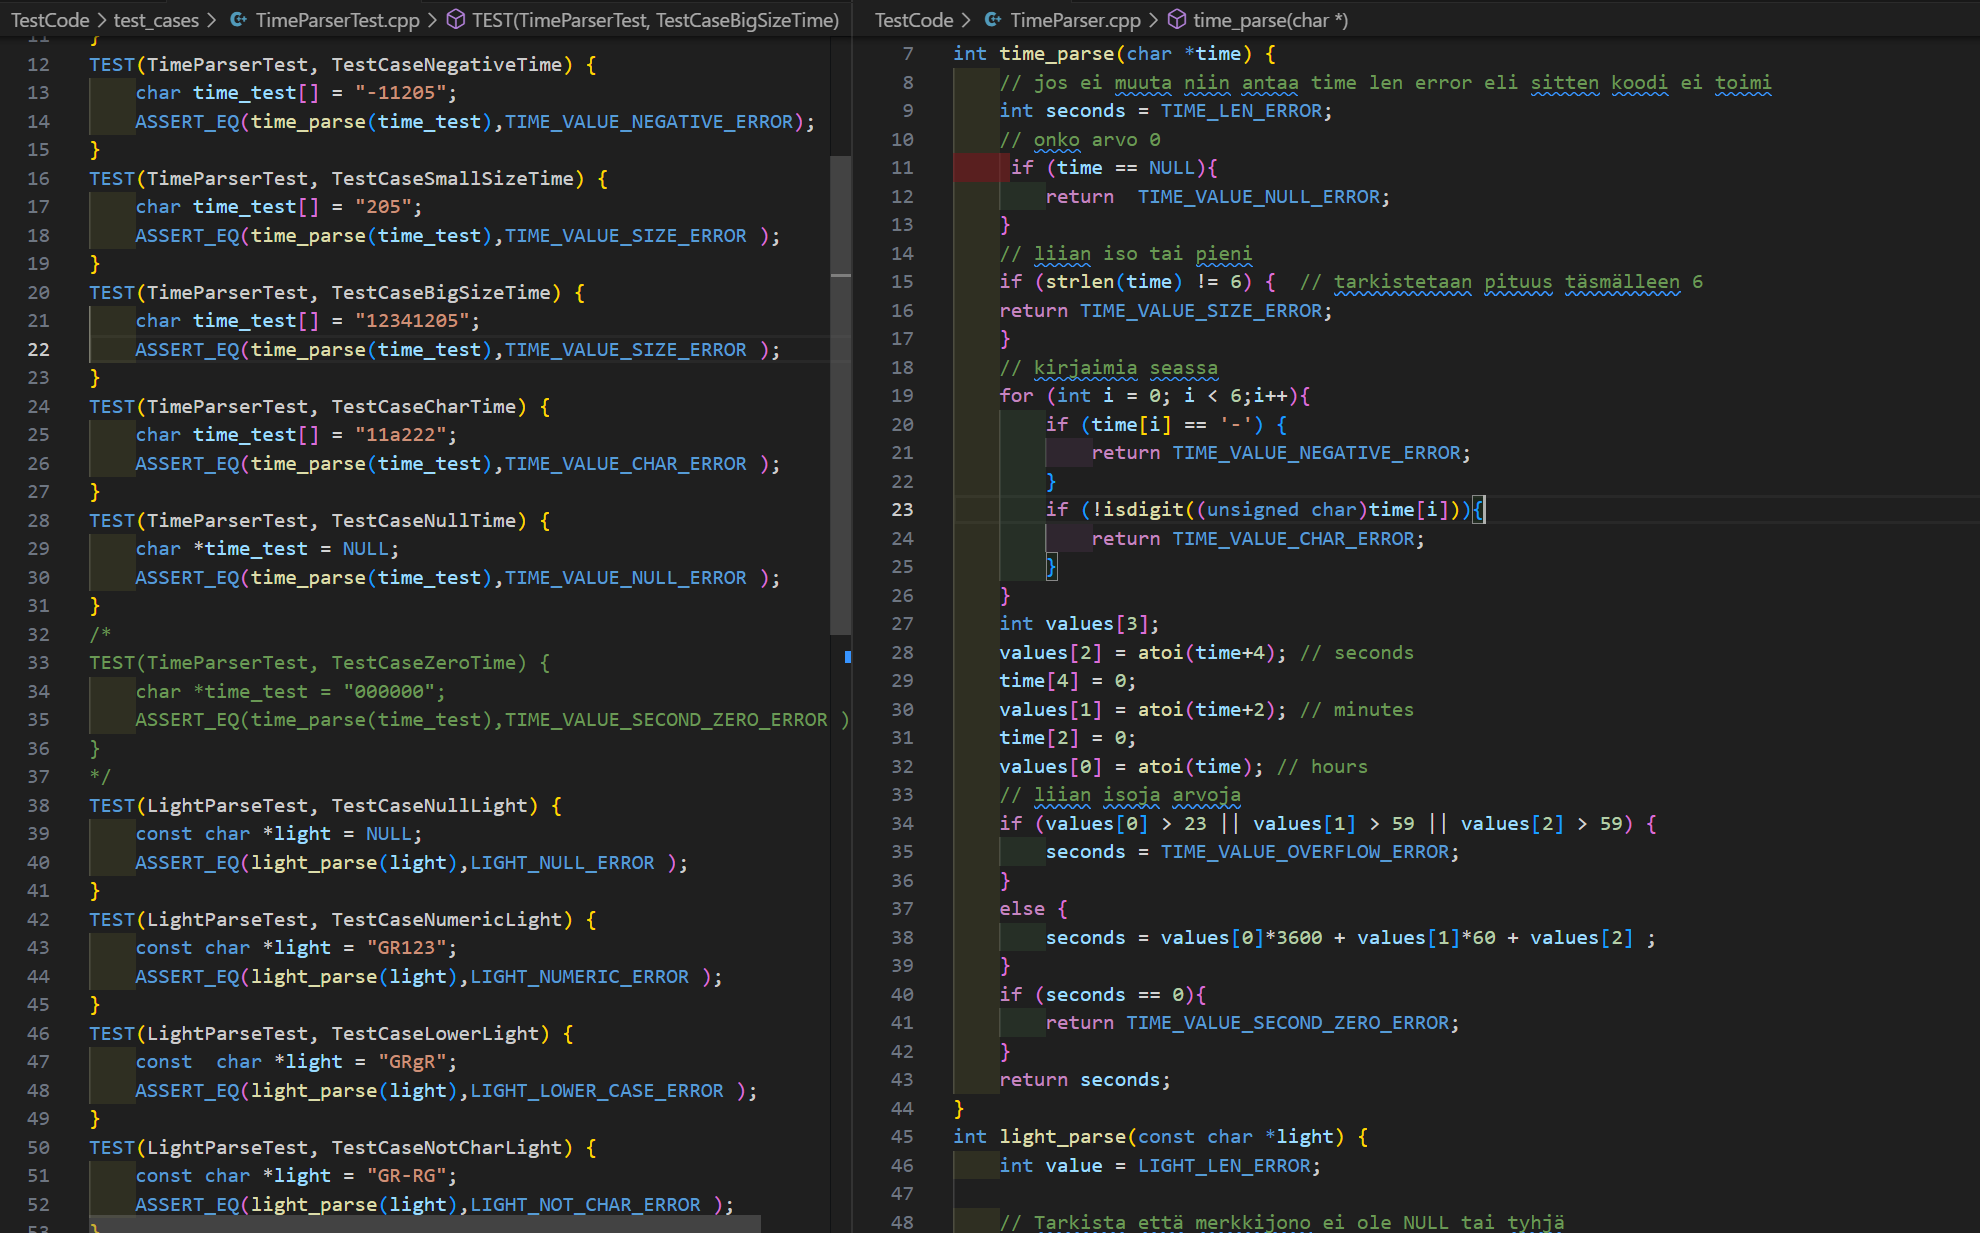 TestCode > test_cases > TimeParserTest.cpp > TEST(TimeParserTest, TestCaseBigSizeTime)
11 }
12 TEST(TimeParserTest, TestCaseNegativeTime) {
13     char time_test[] = "-11205";
14     ASSERT_EQ(time_parse(time_test),TIME_VALUE_NEGATIVE_ERROR);
15 }
16 TEST(TimeParserTest, TestCaseSmallSizeTime) {
17     char time_test[] = "205";
18     ASSERT_EQ(time_parse(time_test),TIME_VALUE_SIZE_ERROR );
19 }
20 TEST(TimeParserTest, TestCaseBigSizeTime) {
21     char time_test[] = "12341205";
22     ASSERT_EQ(time_parse(time_test),TIME_VALUE_SIZE_ERROR );
23 }
24 TEST(TimeParserTest, TestCaseCharTime) {
25     char time_test[] = "11a222";
26     ASSERT_EQ(time_parse(time_test),TIME_VALUE_CHAR_ERROR );
27 }
28 TEST(TimeParserTest, TestCaseNullTime) {
29     char *time_test = NULL;
30     ASSERT_EQ(time_parse(time_test),TIME_VALUE_NULL_ERROR );
31 }
32 /*
33 TEST(TimeParserTest, TestCaseZeroTime) {
34     char *time_test = "000000";
35     ASSERT_EQ(time_parse(time_test),TIME_VALUE_SECOND_ZERO_ERROR )
36 }
37 */
38 TEST(LightParseTest, TestCaseNullLight) {
39     const char *light = NULL;
40     ASSERT_EQ(light_parse(light),LIGHT_NULL_ERROR );
41 }
42 TEST(LightParseTest, TestCaseNumericLight) {
43     const char *light = "GR123";
44     ASSERT_EQ(light_parse(light),LIGHT_NUMERIC_ERROR );
45 }
46 TEST(LightParseTest, TestCaseLowerLight) {
47     const  char *light = "GRgR";
48     ASSERT_EQ(light_parse(light),LIGHT_LOWER_CASE_ERROR );
49 }
50 TEST(LightParseTest, TestCaseNotCharLight) {
51     const char *light = "GR-RG";
52     ASSERT_EQ(light_parse(light),LIGHT_NOT_CHAR_ERROR );
53 }
TestCode > TimeParser.cpp > time_parse(char *)
7 int time_parse(char *time) {
8     // jos ei muuta niin antaa time len error eli sitten koodi ei toimi
9     int seconds = TIME_LEN_ERROR;
10     // onko arvo 0
11      if (time == NULL){
12         return  TIME_VALUE_NULL_ERROR;
13     }
14     // liian iso tai pieni
15     if (strlen(time) != 6) {  // tarkistetaan pituus täsmälleen 6
16     return TIME_VALUE_SIZE_ERROR;
17     }
18     // kirjaimia seassa
19     for (int i = 0; i < 6;i++){
20         if (time[i] == '-') {
21             return TIME_VALUE_NEGATIVE_ERROR;
22         }
23         if (!isdigit((unsigned char)time[i])){
24             return TIME_VALUE_CHAR_ERROR;
25         }
26     }
27     int values[3];
28     values[2] = atoi(time+4); // seconds
29     time[4] = 0;
30     values[1] = atoi(time+2); // minutes
31     time[2] = 0;
32     values[0] = atoi(time); // hours
33     // liian isoja arvoja
34     if (values[0] > 23 || values[1] > 59 || values[2] > 59) {
35         seconds = TIME_VALUE_OVERFLOW_ERROR;
36     }
37     else {
38         seconds = values[0]*3600 + values[1]*60 + values[2] ;
39     }
40     if (seconds == 0){
41         return TIME_VALUE_SECOND_ZERO_ERROR;
42     }
43     return seconds;
44 }
45 int light_parse(const char *light) {
46     int value = LIGHT_LEN_ERROR;
47
48     // Tarkista että merkkijono ei ole NULL tai tyhjä